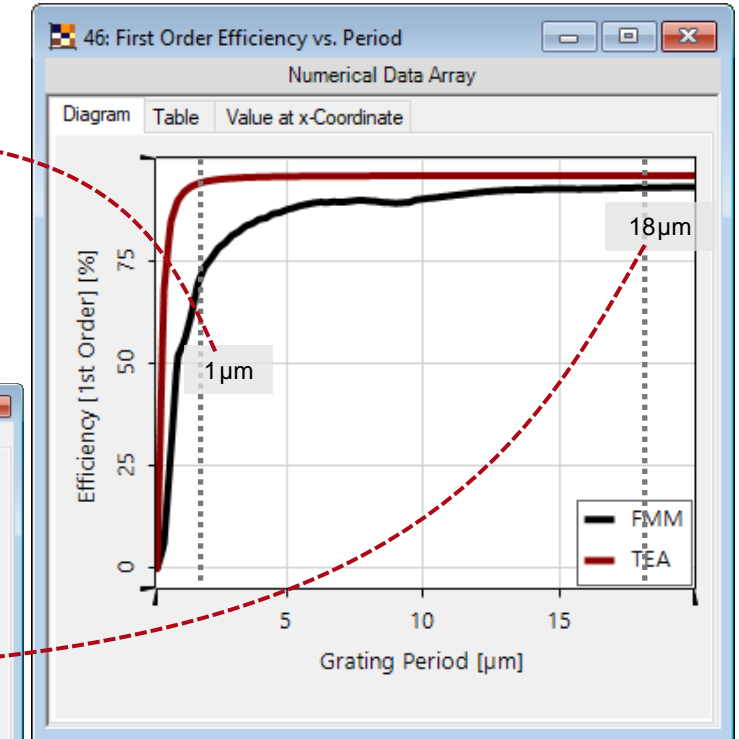 46: First Order Efficiency vs. Period
Numerical Data Array
Diagram Table Value at x-Coordinate
Efficiency [1st Order] [%]
75
50
25
0
18µm
1µm
FMM
TEA
5 10 15
Grating Period [µm]